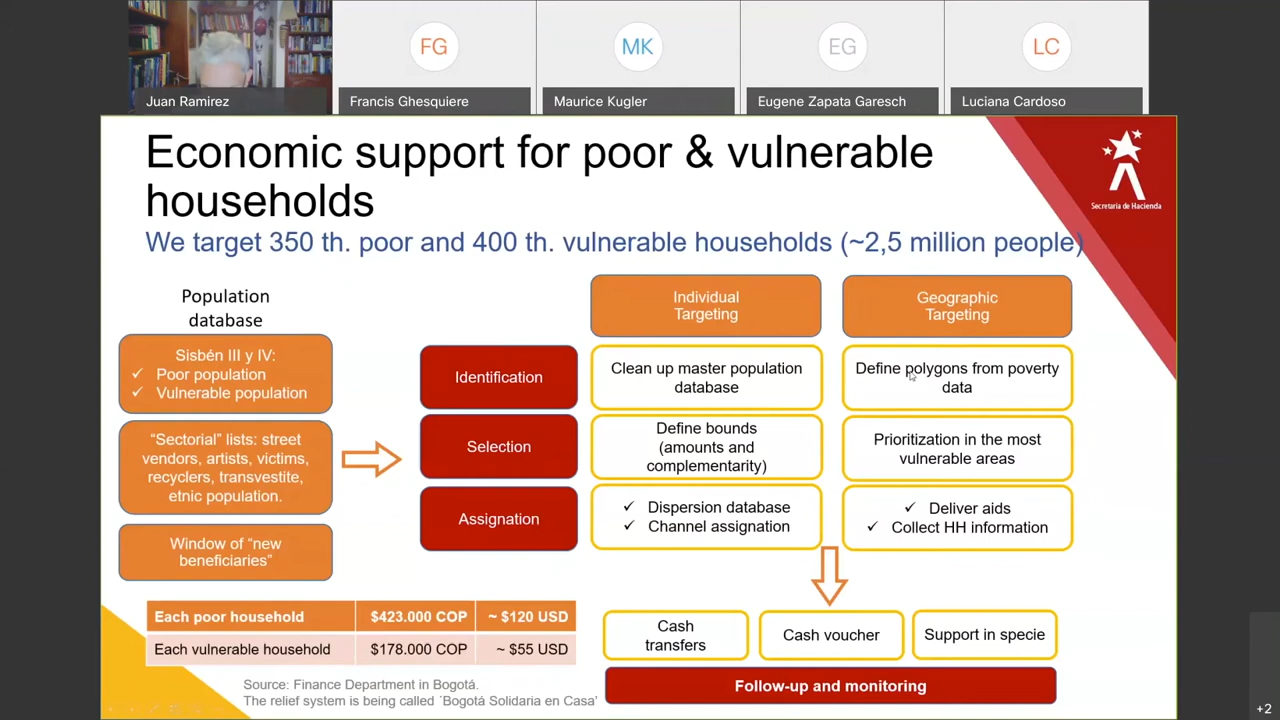 FG
MK
EG
LC
Juan Ramirez
Francis Ghesquiere
Maurice Kugler
Eugene Zapata Garesch
Luciana Cardoso
Economic support for poor & vulnerable
households
Secretaría de Hacienda
We target 350 th. poor and 400 th. vulnerable households (~2,5 million people)
Population
database
Sisbén III y IV:
✓ Poor population
✓ Vulnerable population
“Sectorial” lists: street
vendors, artists, victims,
recyclers, transvestite,
etnic population.
Window of “new
beneficiaries”
Identification
Selection
Assignation
Individual
Targeting
Clean up master population
database
Define bounds
(amounts and
complementarity)
✓ Dispersion database
✓ Channel assignation
Geographic
Targeting
Define polygons from poverty
data
Prioritization in the most
vulnerable areas
✓ Deliver aids
✓ Collect HH information
Each poor household $423.000 COP ~ $120 USD
Each vulnerable household $178.000 COP ~ $55 USD
Cash
transfers
Cash voucher
Support in specie
Follow-up and monitoring
Source: Finance Department in Bogotá.
The relief system is being called ´Bogotá Solidaria en Casa’
+2